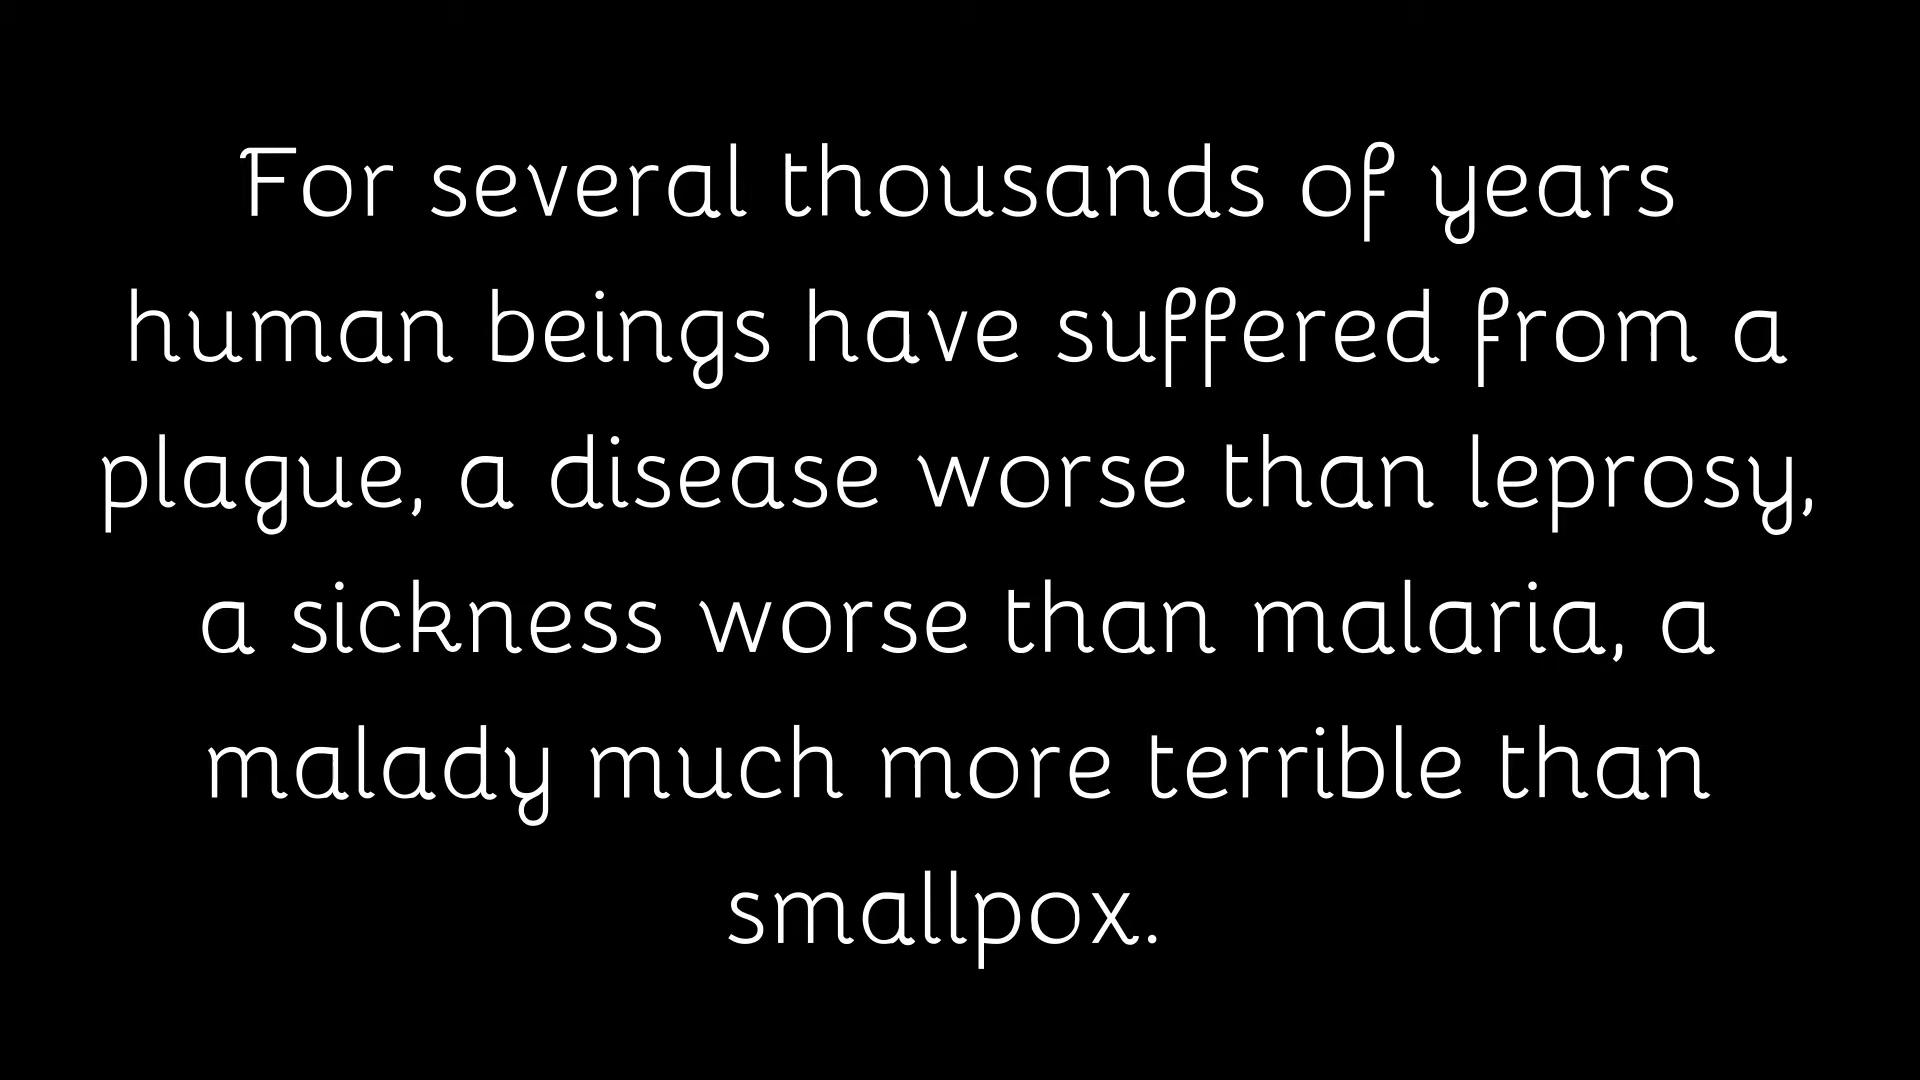 For several thousands of years
human beings have suffered from a
plague, a disease worse than leprosy,
a sickness worse than malaria, a
malady much more terrible than
smallpox.